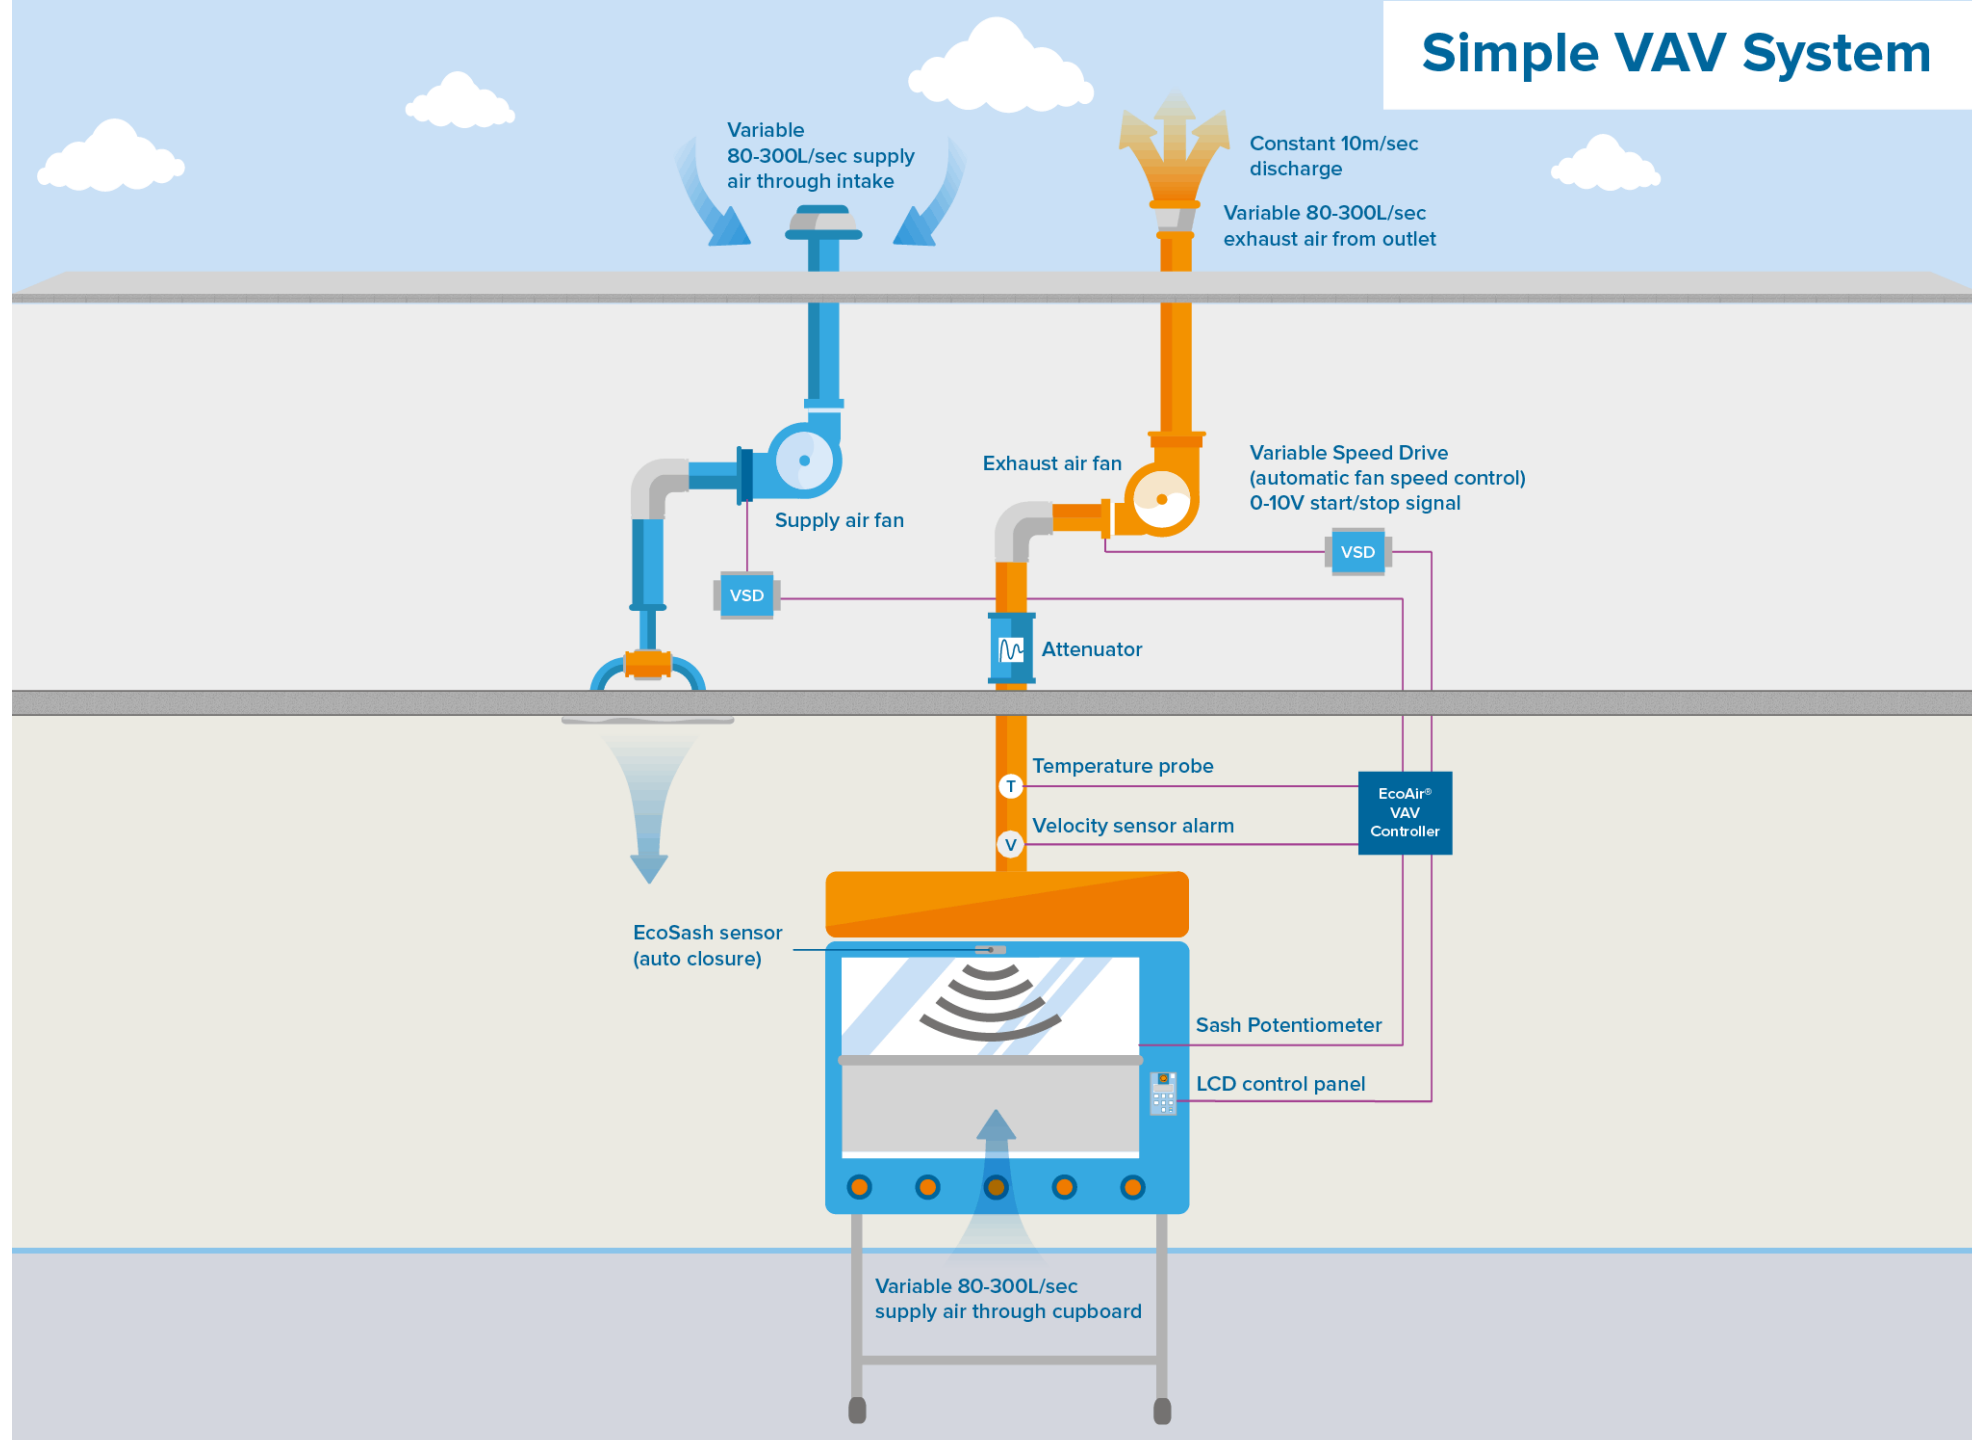 Simple VAV System
Variable
80-300L/sec supply
air through intake
Constant 10m/sec
discharge
Variable 80-300L/sec
exhaust air from outlet
Exhaust air fan
Variable Speed Drive
(automatic fan speed control)
0-10V start/stop signal
Supply air fan
VSD
VSD
Attenuator
Temperature probe
T
EcoAir®
VAV
Controller
Velocity sensor alarm
V
EcoSash sensor
(auto closure)
Sash Potentiometer
LCD control panel
Variable 80-300L/sec
supply air through cupboard